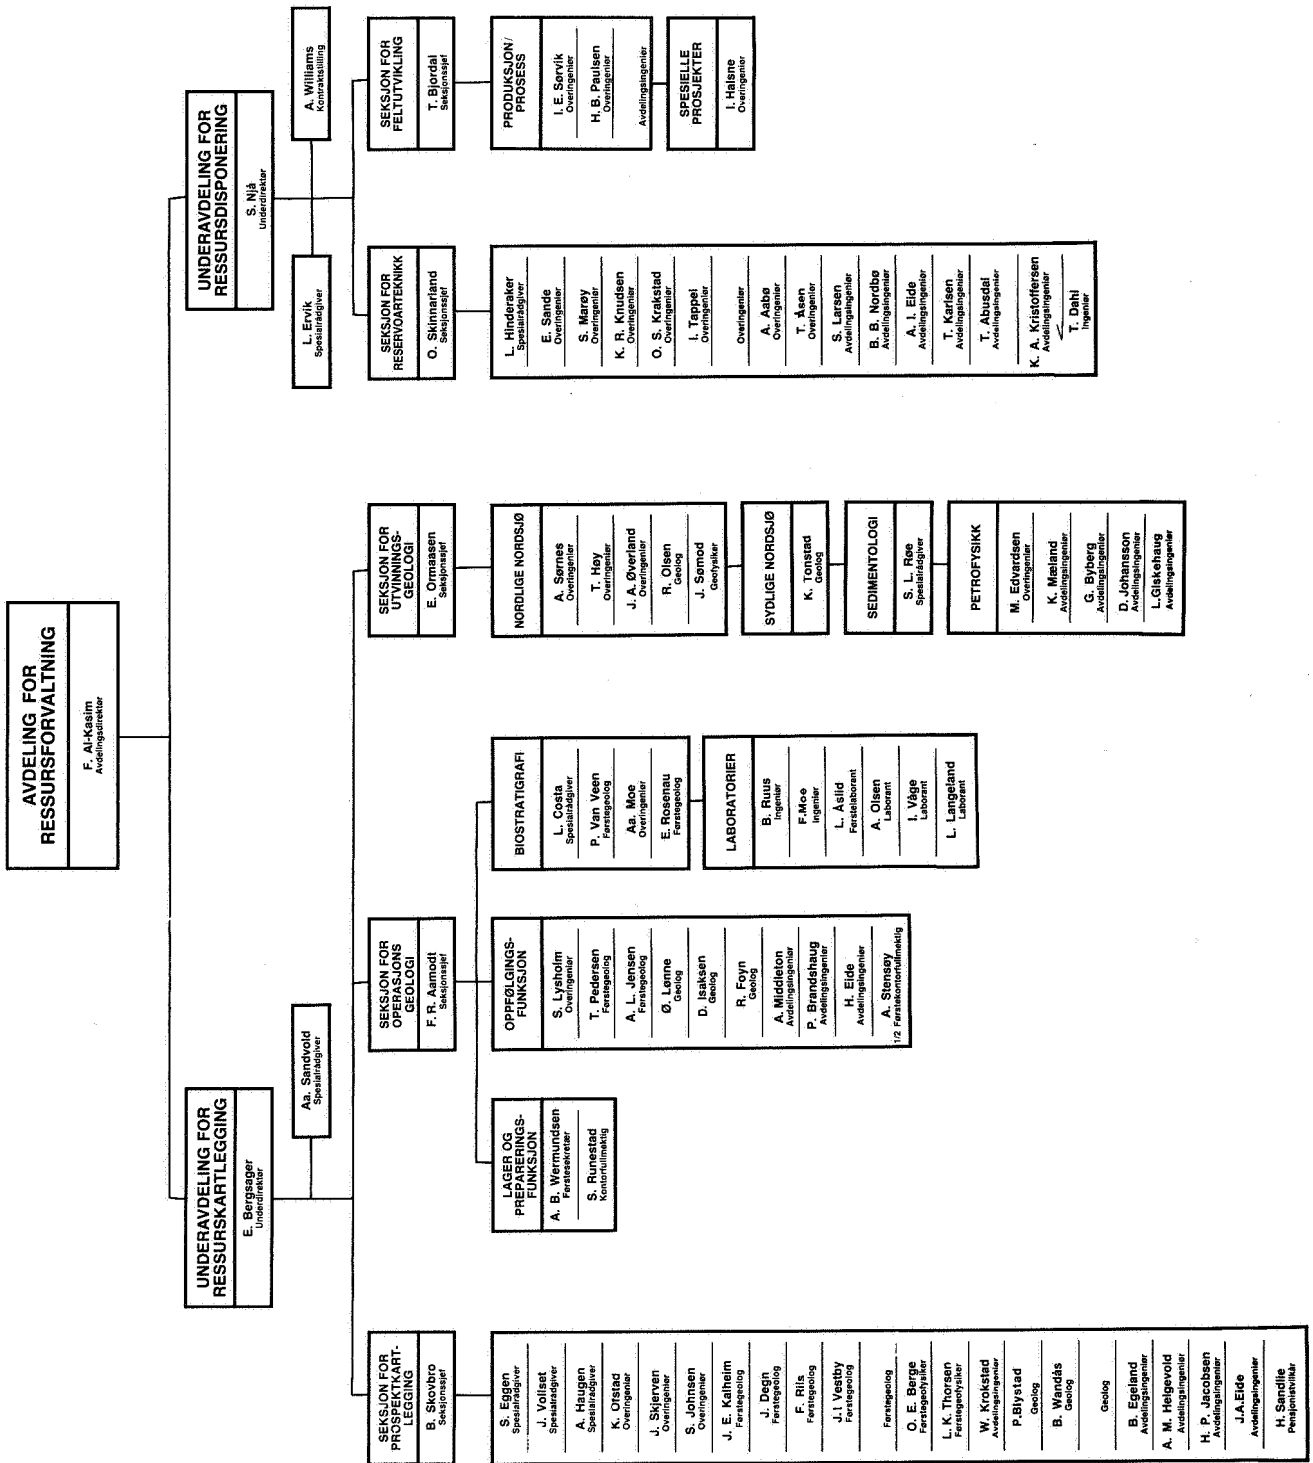 AVDELING FOR
RESSURSFORVALTNING
F. Al-Kasim
Avdelingsdirektør
UNDERAVDELING FOR
RESSURSKARTLEGGING
E. Bergsager
Underdirektør
Aa. Sandvold
Spesialrådgiver
SEKSJON FOR
PROSPEKTKART-
LEGGING
B. Skovbro
Seksjonssjef
S. Eggen
Spesialrådgiver
J. Vollset
Spesialrådgiver
A. Haugen
Spesialrådgiver
K. Otstad
Overingeniør
J. Skjerven
Overingeniør
S. Johnsen
Overingeniør
J. E. Kalheim
Førstegeolog
J. Degn
Førstegeolog
F. Riis
Førstegeolog
J. I Vestby
Førstegeolog
Førstegeolog
O. E. Berge
Førstegeofysiker
L. K. Thorsen
Førstegeofysiker
W. Krokstad
Avdelingsingeniør
P. Blystad
Geolog
B. Wandås
Geolog
Geolog
B. Egeland
Avdelingsingeniør
A. M. Helgevold
Avdelingsingeniør
H. P. Jacobsen
Avdelingsingeniør
J.A.Eide
Avdelingsingeniør
H. Sandlie
Pensjonistvilkår
SEKSJON FOR
OPERASJONS
GEOLOGI
F. R. Aamodt
Seksjonssjef
LAGER OG
PREPARERINGS-
FUNKSJON
A. B. Wermundsen
Førstesekretær
S. Runestad
Kontorfullmektig
OPPFØLGINGS-
FUNKSJON
S. Lysholm
Overingeniør
T. Pedersen
Førstegeolog
A. L. Jensen
Førstegeolog
Ø. Lønne
Geolog
D. Isaksen
Geolog
R. Foyn
Geolog
A. Middleton
Avdelingsingeniør
P. Brandshaug
Avdelingsingeniør
H. Eide
Avdelingsingeniør
A. Stensøy
1/2 Førstekontorfullmektig
BIOSTRATIGRAFI
L. Costa
Spesialrådgiver
P. Van Veen
Førstegeolog
Aa. Moe
Overingeniør
E. Rosenau
Førstegeolog
LABORATORIER
B. Ruus
Ingeniør
F.Moe
Ingeniør
L. Åslid
Førstelaborant
A. Olsen
Laborant
I. Våge
Laborant
L. Langeland
Laborant
SEKSJON FOR
UTVINNINGS-
GEOLOGI
E. Ormaasen
Seksjonssjef
NORDLIGE NORDSJØ
A. Sørnes
Overingeniør
T. Høy
Overingeniør
J. A. Øverland
Overingeniør
R. Olsen
Geolog
J. Sømod
Geofysiker
SYDLIGE NORDSJØ
K. Tonstad
Geolog
SEDIMENTOLOGI
S. L. Røe
Spesialrådgiver
PETROFYSIKK
M. Edvardsen
Overingeniør
K. Mæland
Avdelingsingeniør
G. Byberg
Avdelingsingeniør
D. Johansson
Avdelingsingeniør
L.Giskehaug
Avdelingsingeniør
UNDERAVDELING FOR
RESSURSDISPONERING
S. Njå
Underdirektør
L. Ervik
Spesialrådgiver
A. Williams
Kontraktstilling
SEKSJON FOR
RESERVOARTEKNIKK
O. Skinnarland
Seksjonssjef
L. Hinderaker
Spesialrådgiver
E. Sande
Overingeniør
S. Marøy
Overingeniør
K. R. Knudsen
Overingeniør
O. S. Krakstad
Overingeniør
I. Tappel
Overingeniør
Overingeniør
A. Aabø
Overingeniør
T. Åsen
Overingeniør
S. Larsen
Avdelingsingeniør
B. B. Nordbø
Avdelingsingeniør
A. I. Eide
Avdelingsingeniør
T. Karlsen
Avdelingsingeniør
T. Abusdal
Avdelingsingeniør
K. A. Kristoffersen
Avdelingsingeniør
T. Dahl
Ingeniør
SEKSJON FOR
FELTUTVIKLING
T. Bjordal
Seksjonssjef
PRODUKSJON/
PROSESS
I. E. Sørvik
Overingeniør
H. B. Paulsen
Overingeniør
Avdelingsingeniør
SPESIELLE
PROSJEKTER
I. Halsne
Overingeniør